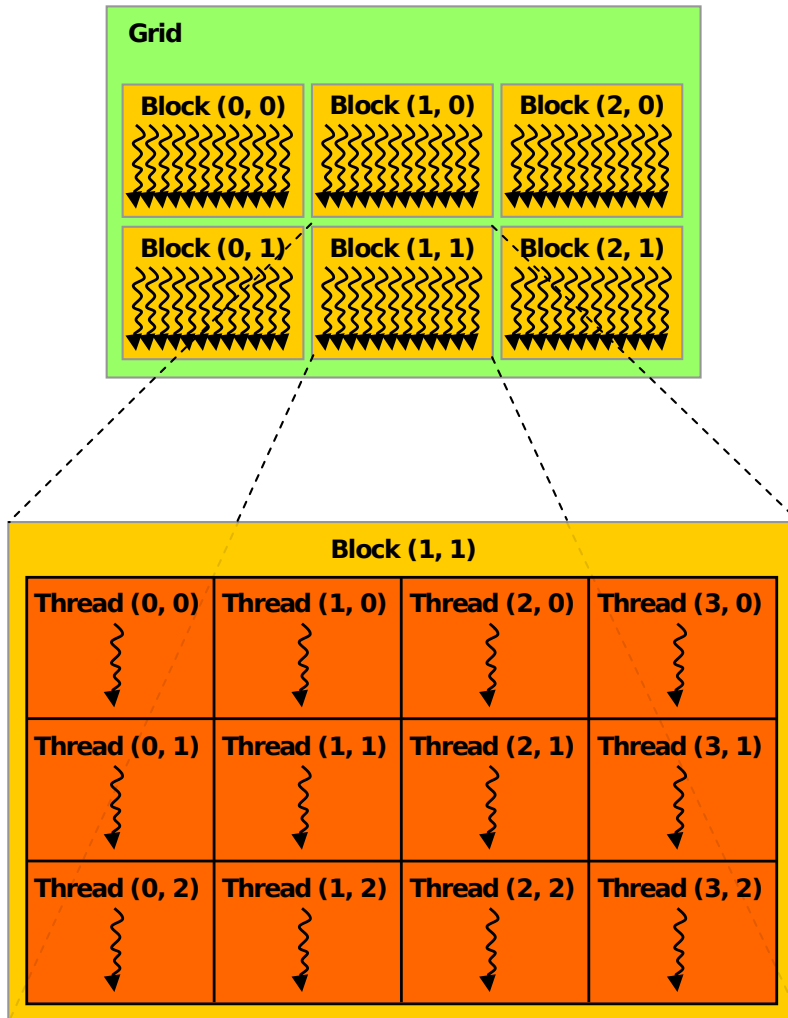 Grid
Block (0, 0) Block (1, 0) Block (2, 0)
Block (0, 1) Block (1, 1) Block (2, 1)
Block (1, 1)
Thread (0, 0) Thread (1, 0) Thread (2, 0) Thread (3, 0)
Thread (0, 1) Thread (1, 1) Thread (2, 1) Thread (3, 1)
Thread (0, 2) Thread (1, 2) Thread (2, 2) Thread (3, 2)